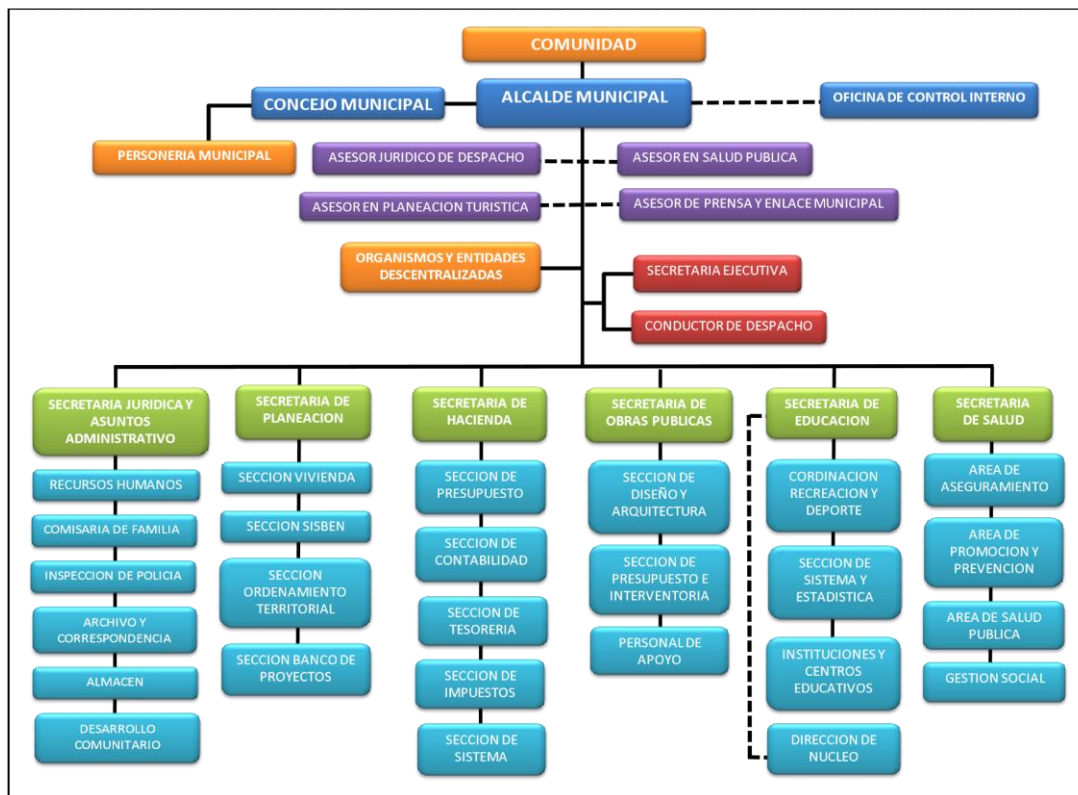 COMUNIDAD
CONCEJO MUNICIPAL
ALCALDE MUNICIPAL
OFICINA DE CONTROL INTERNO
PERSONERIA MUNICIPAL
ASESOR JURIDICO DE DESPACHO
ASESOR EN SALUD PUBLICA
ASESOR EN PLANEACION TURISTICA
ASESOR DE PRENSA Y ENLACE MUNICIPAL
ORGANISMOS Y ENTIDADES
DESCENTRALIZADAS
SECRETARIA EJECUTIVA
CONDUCTOR DE DESPACHO
SECRETARIA JURIDICA Y
ASUNTOS
ADMINISTRATIVO
RECURSOS HUMANOS
COMISARIA DE FAMILIA
INSPECCION DE POLICIA
ARCHIVO Y
CORRESPONDENCIA
ALMACEN
DESARROLLO
COMUNITARIO
SECRETARIA DE
PLANEACION
SECCION VIVIENDA
SECCION SISBEN
SECCION
ORDENAMIENTO
TERRITORIAL
SECCION BANCO DE
PROYECTOS
SECRETARIA DE
HACIENDA
SECCION DE
PRESUPUESTO
SECCION DE
CONTABILIDAD
SECCION DE
TESORERIA
SECCION DE
IMPUESTOS
SECCION DE
SISTEMA
SECRETARIA DE
OBRAS PUBLICAS
SECCION DE
DISEÑO Y
ARQUITECTURA
SECCION DE
PRESUPUESTO E
INTERVENTORIA
PERSONAL DE
APOYO
SECRETARIA DE
EDUCACION
CORDINACION
RECREACION Y
DEPORTE
SECCION DE
SISTEMA Y
ESTADISTICA
INSTITUCIONES Y
CENTROS
EDUCATIVOS
DIRECCION DE
NUCLEO
SECRETARIA
DE SALUD
AREA DE
ASEGURAMIENTO
AREA DE
PROMOCION Y
PREVENCION
AREA DE SALUD
PUBLICA
GESTION SOCIAL